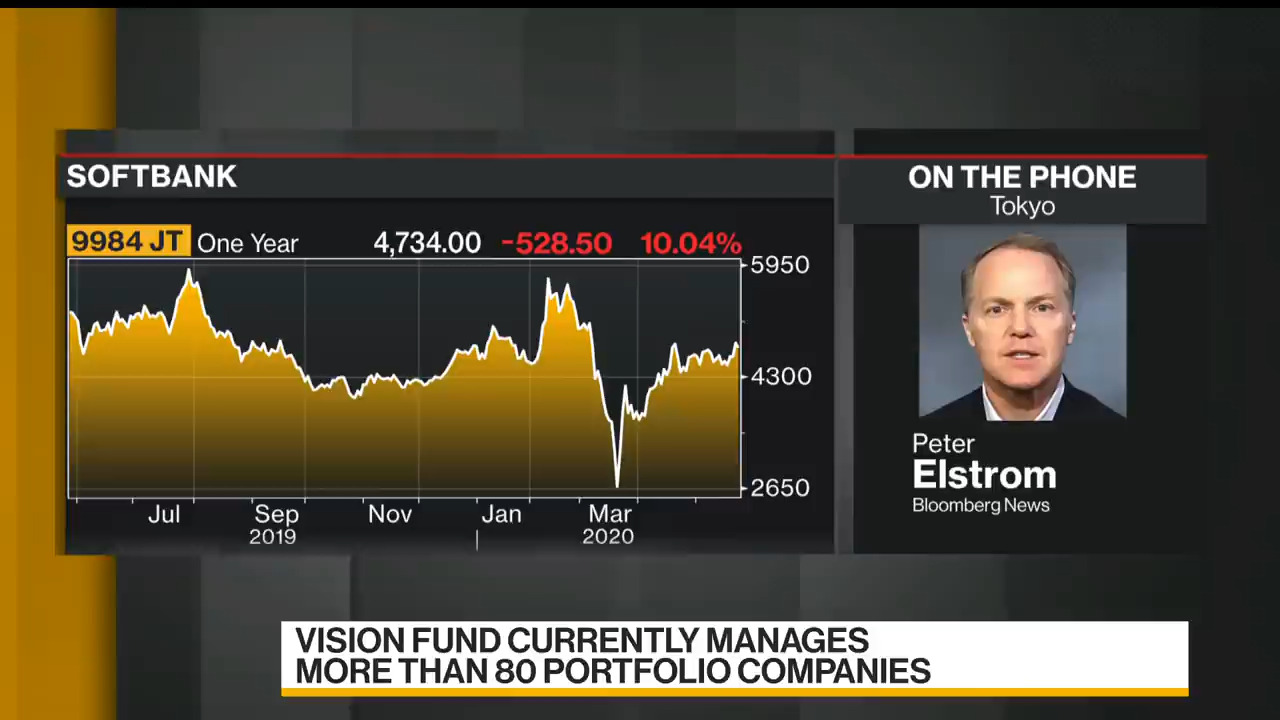 SOFTBANK
9984 JT One Year 4,734.00 -528.50 10.04%
5950
4300
2650
Jul Sep Nov Jan Mar
2019 2020
ON THE PHONE
Tokyo
Peter
Elstrom
Bloomberg News
VISION FUND CURRENTLY MANAGES
MORE THAN 80 PORTFOLIO COMPANIES